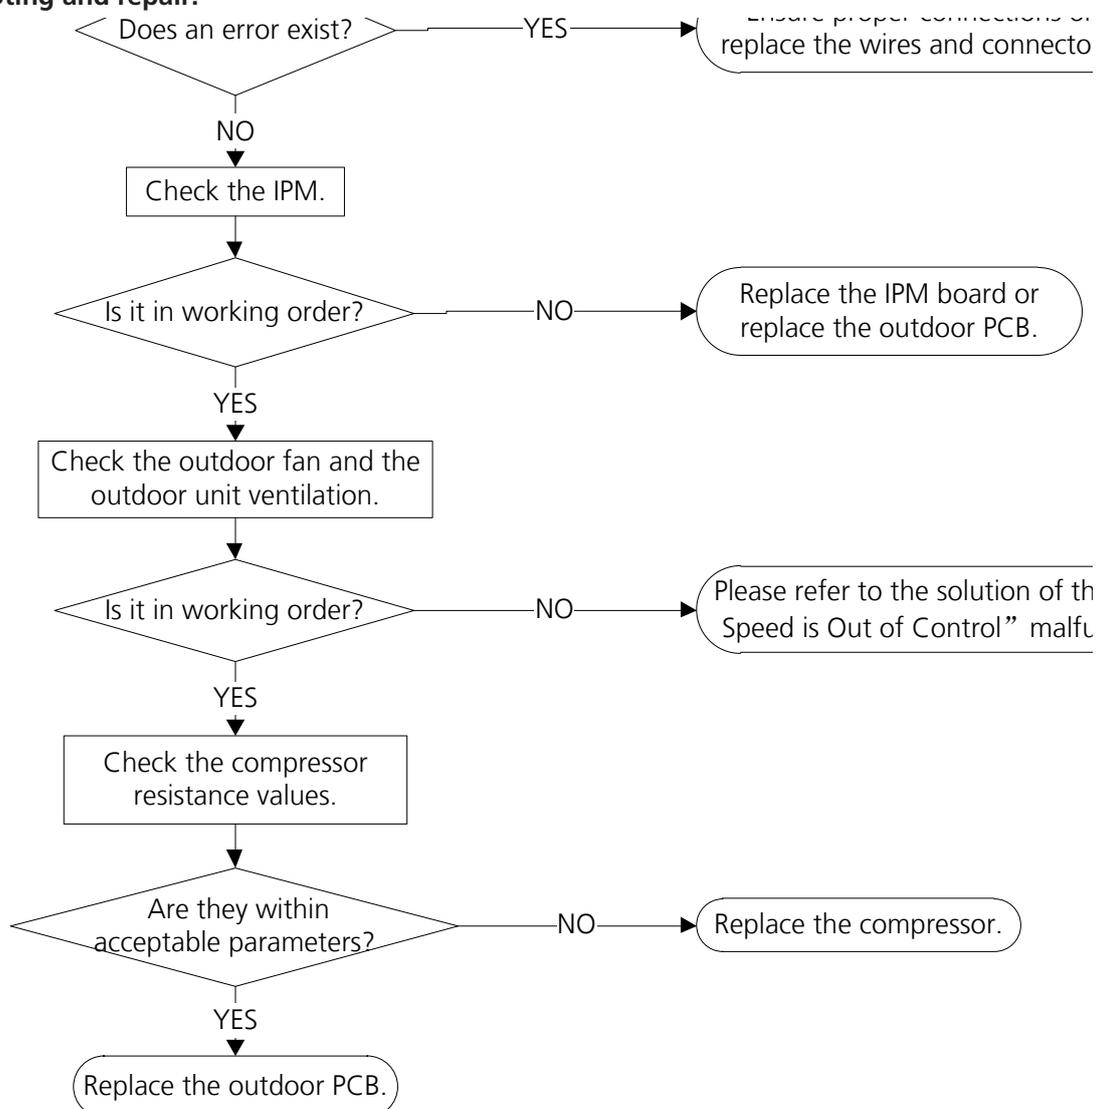 and repair:
Does an error exist?
YES
replace the wires and
NO
Check the IPM.
Is it in working order?
NO
Replace the IPM board or
replace the outdoor PCB.
YES
Check the outdoor fan and the
outdoor unit ventilation.
Is it in working order?
NO
Please refer to the solution of
Speed is Out of Control”
YES
Check the compressor
resistance values.
Are they within
acceptable parameters?
NO
Replace the compressor.
YES
Replace the outdoor PCB.